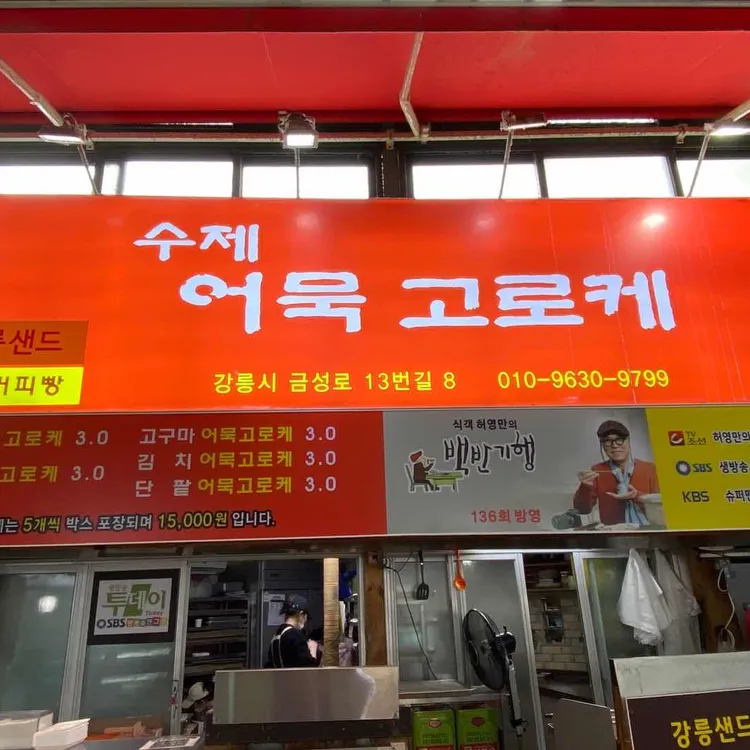 수제
어묵 고로케
샌드
커피빵
강릉시 금성로 13번길 8 010-9630-9799
고로케 3.0 고구마 어묵고로케 3.0
고로케 3.0 김 치 어묵고로케 3.0
단 팥 어묵고로케 3.0
는 5개씩 박스 포장되며 15,000원 입니다.
식객 허영만의
백반기행
136회 방영
TV조선 허영만의
SBS 생방송
KBS 슈퍼맨
투데이
Today
SBS
강릉샌드